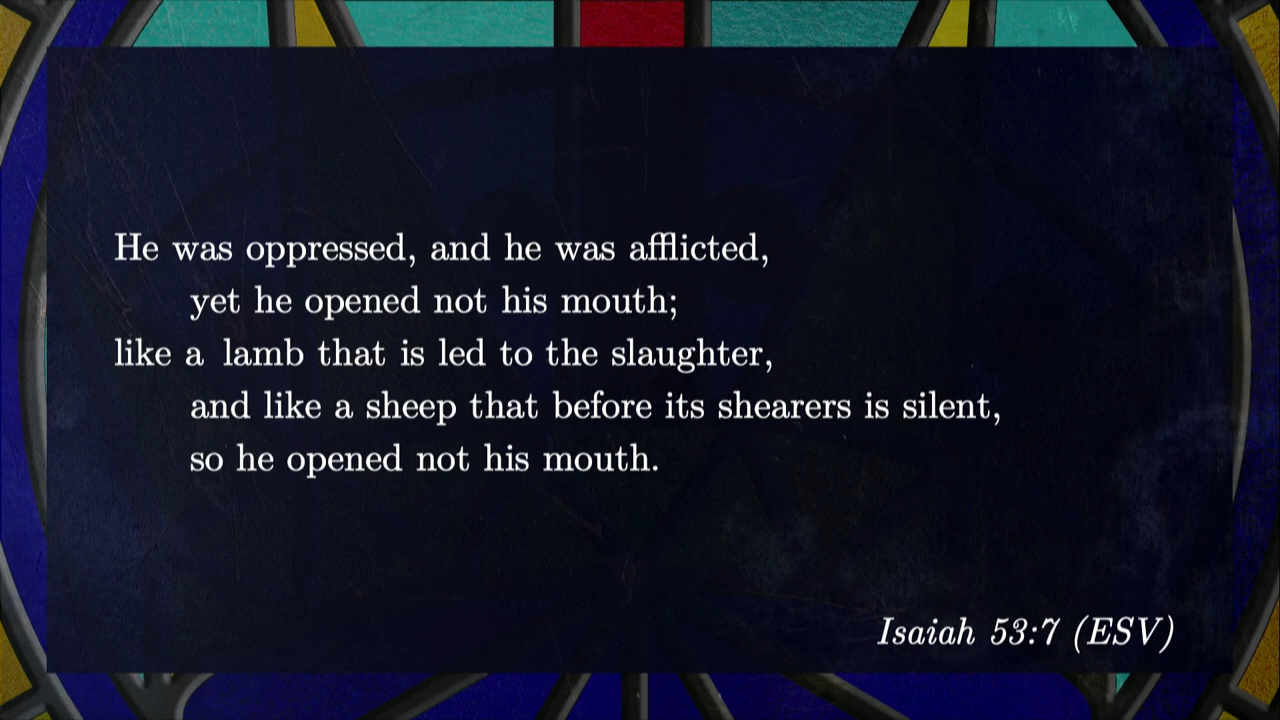 He was oppressed, and he was afflicted,
yet he opened not his mouth;
like a lamb that is led to the slaughter,
and like a sheep that before its shearers is silent,
so he opened not his mouth.
Isaiah 53:7 (ESV)